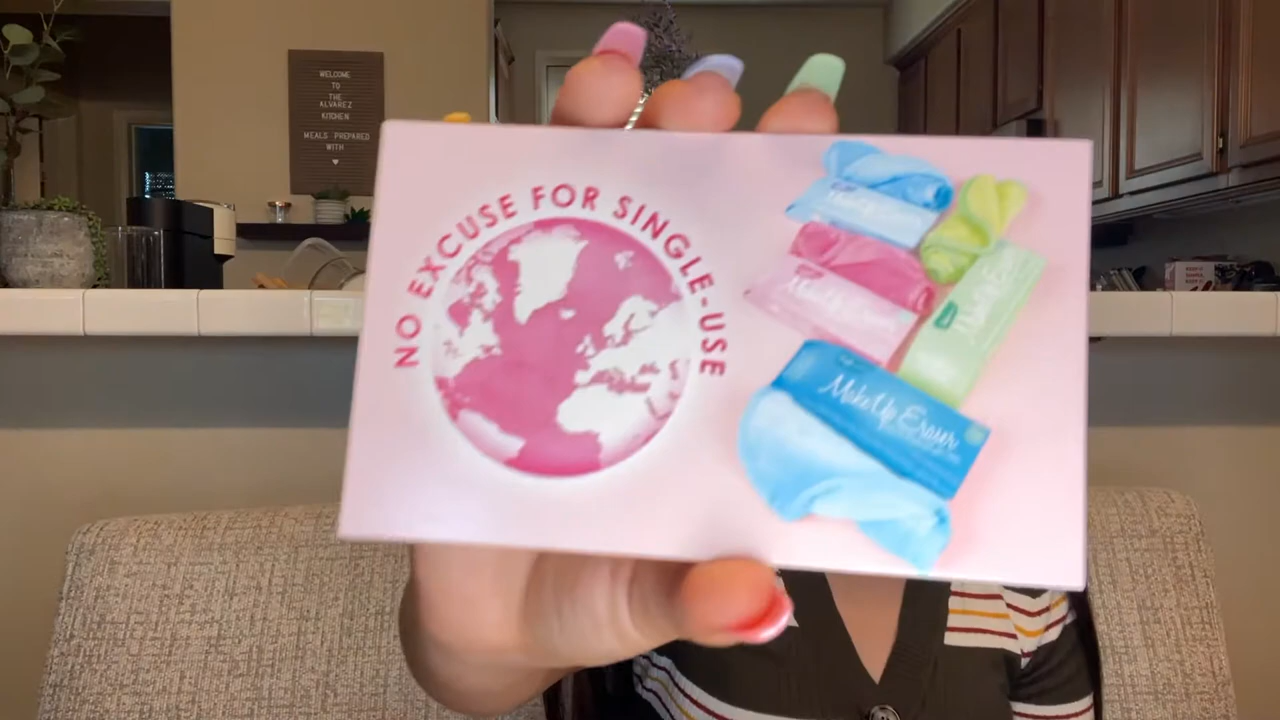 WELCOME
TO
THE
ALVAREZ
KITCHEN
MEALS PREPARED
WITH
NO EXCUSE FOR SINGLE-USE
MakeUp Eraser